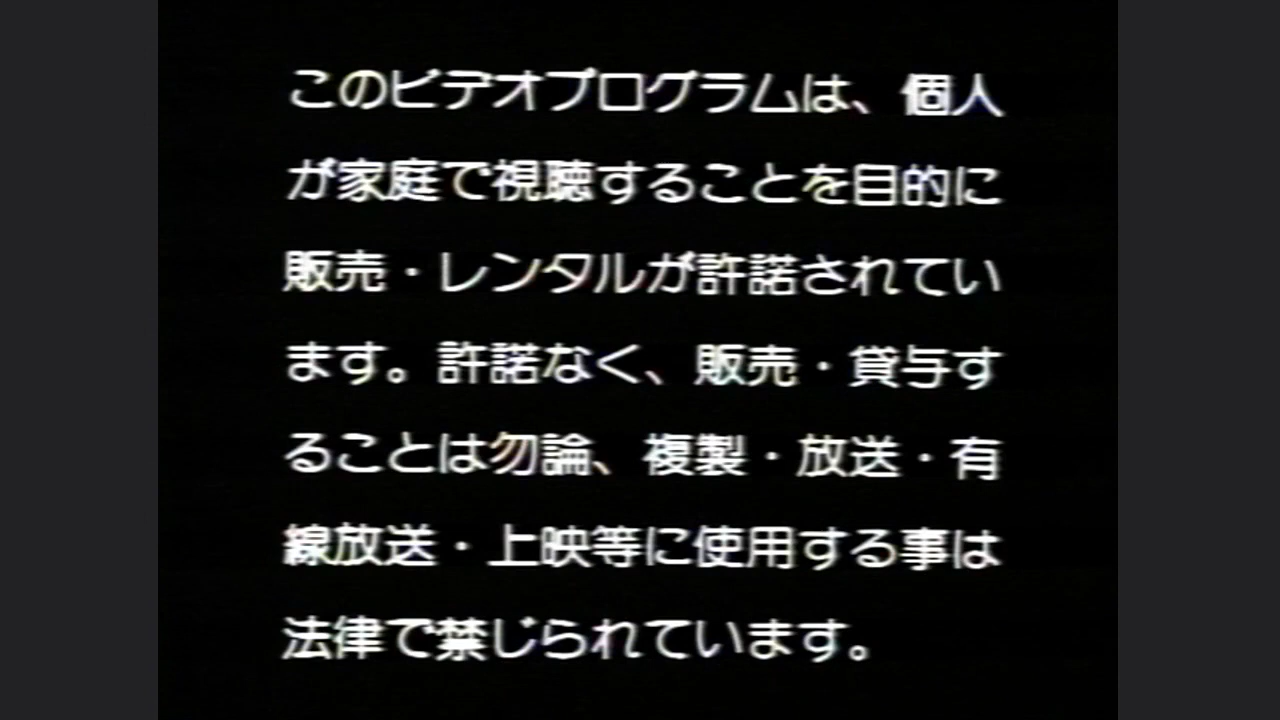 このビデオプログラムは、個人
が家庭で視聴することを目的に
販売・レンタルが許諾されてい
ます。許諾なく、販売・貸与す
ることは勿論、複製・放送・有
線放送・上映等に使用する事は
法律で禁じられています。